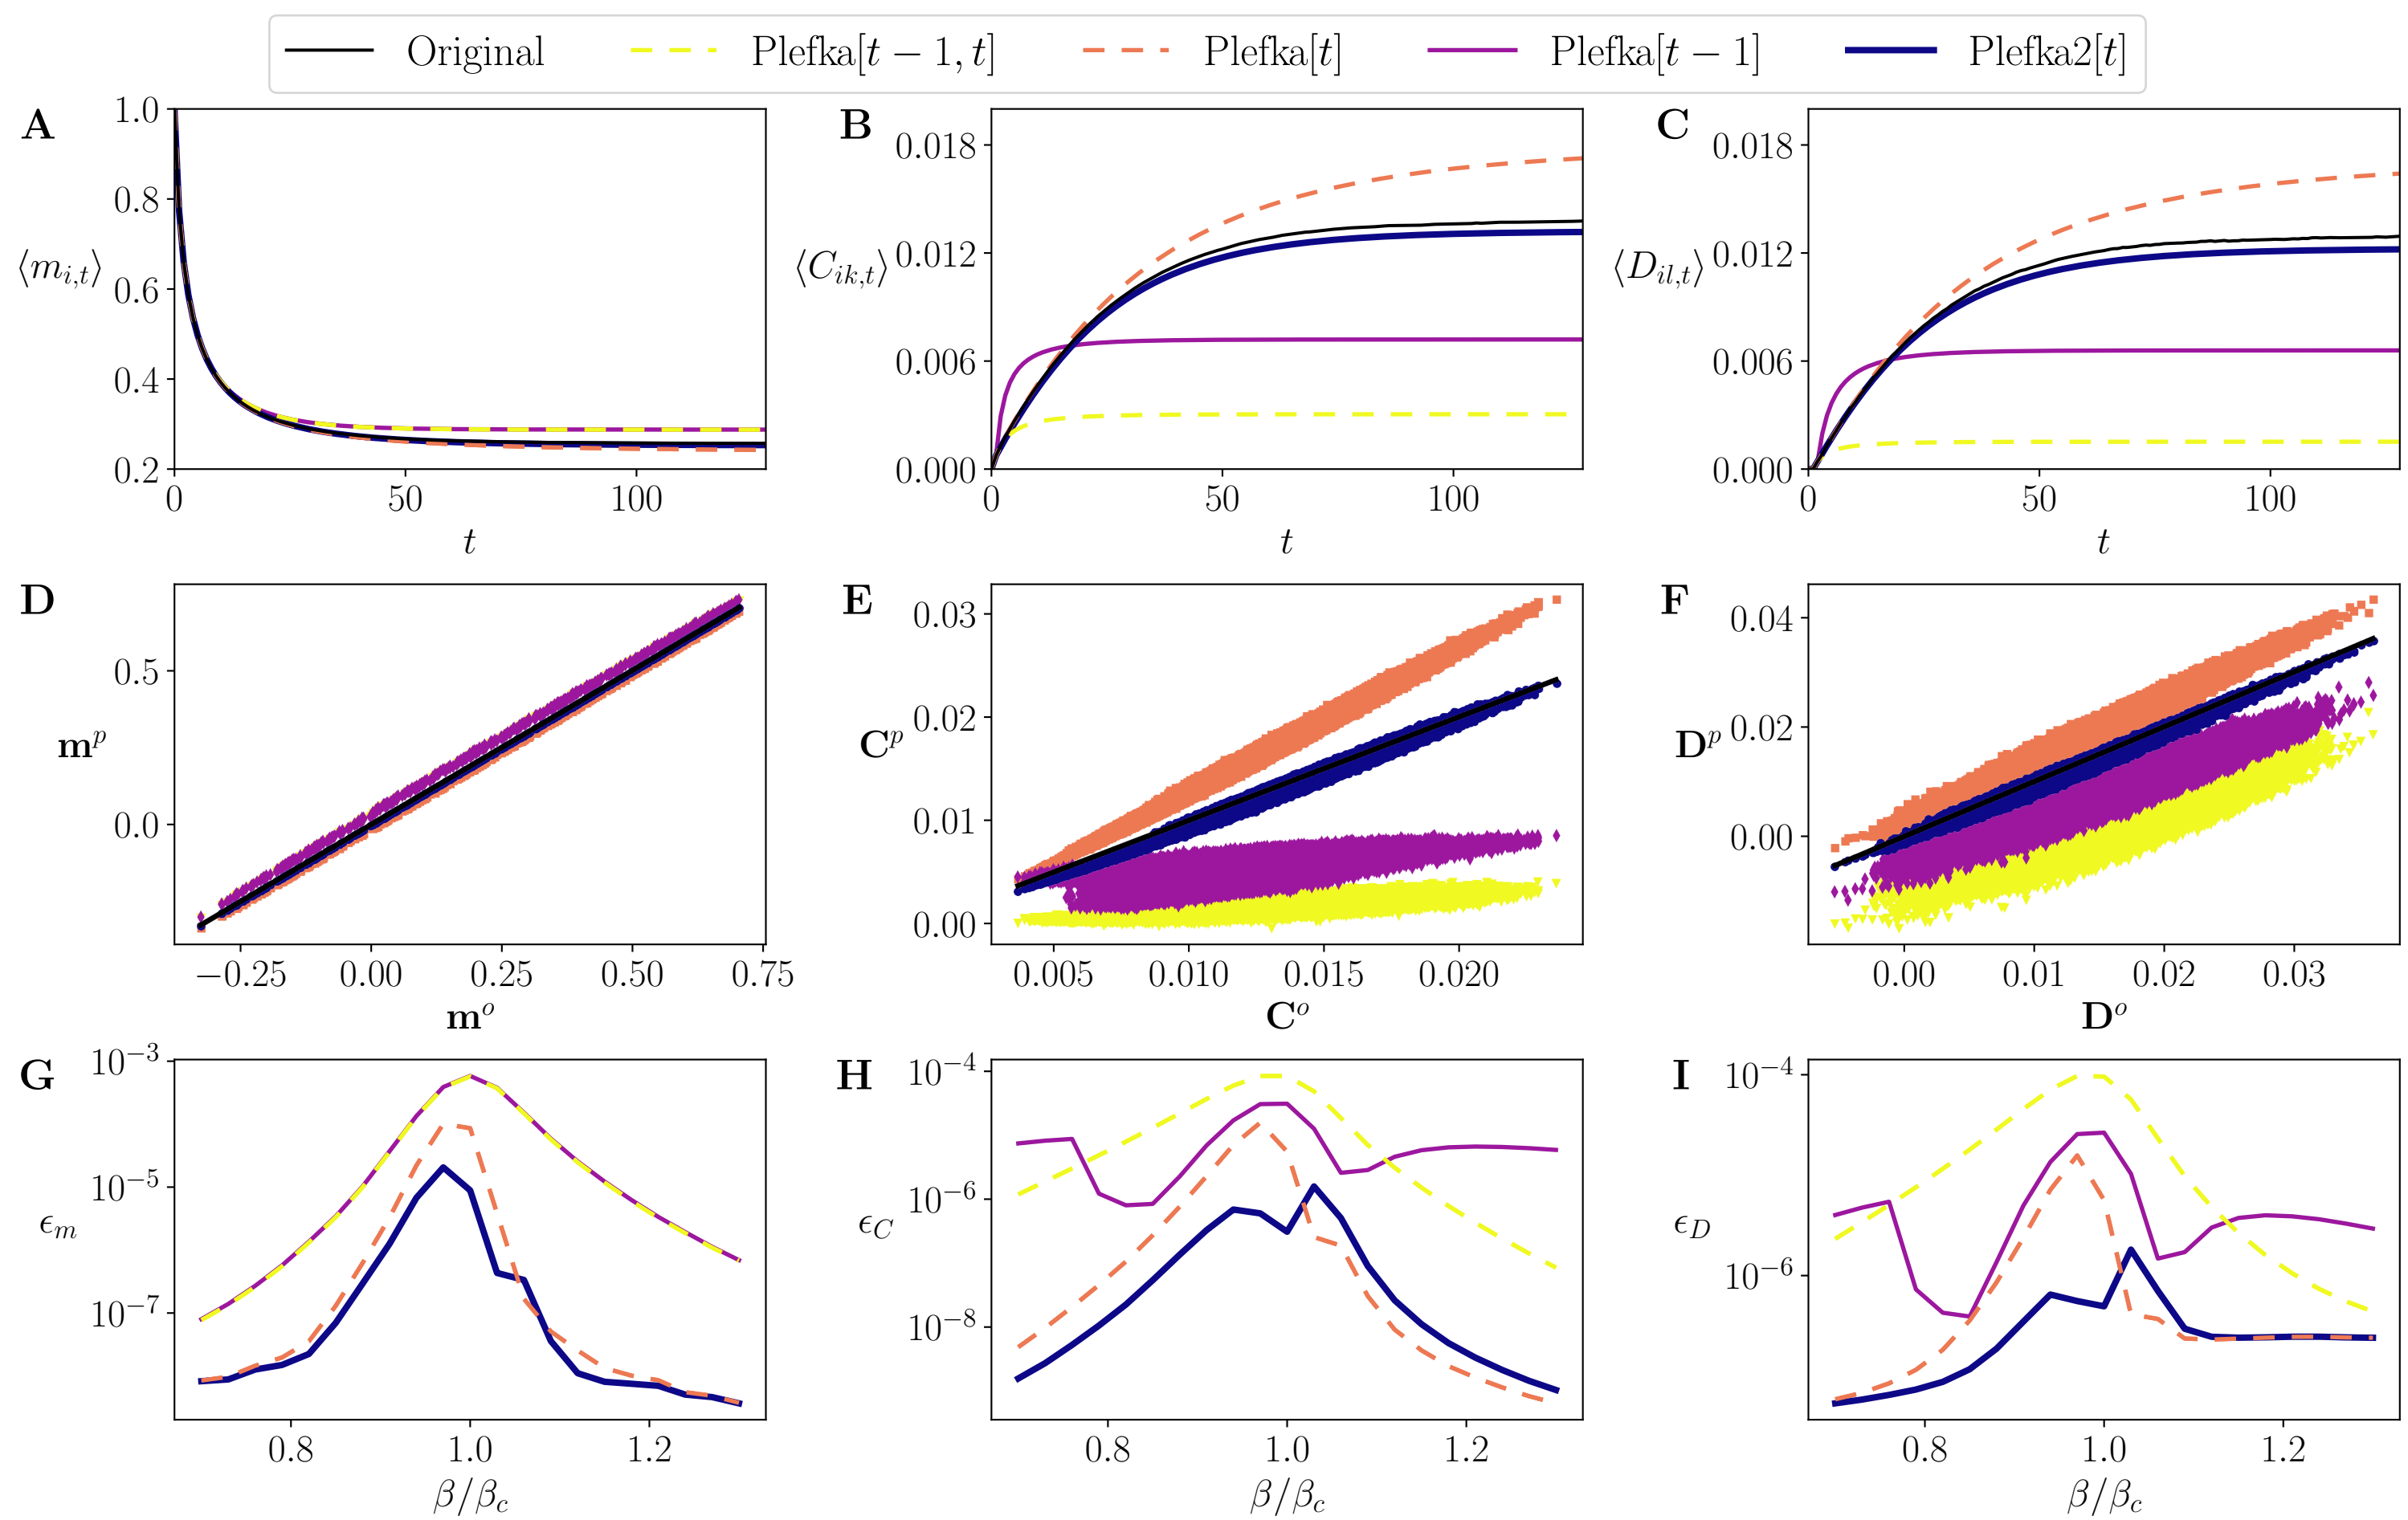 Original Plefka[t − 1, t] Plefka[t] Plefka[t − 1] Plefka2[t]
A
1.0
0.8
0.6
0.4
0.2
⟨m_{i,t}⟩
0 50 100
t
B
0.018
0.012
0.006
0.000
⟨C_{ik,t}⟩
0 50 100
t
C
0.018
0.012
0.006
0.000
⟨D_{il,t}⟩
0 50 100
t
D
0.5
0.0
m^p
−0.25 0.00 0.25 0.50 0.75
m^o
E
0.03
0.02
0.01
0.00
C^p
0.005 0.010 0.015 0.020
C^o
F
0.04
0.02
0.00
D^p
0.00 0.01 0.02 0.03
D^o
G
10^{−3}
10^{−5}
10^{−7}
ϵ_m
0.8 1.0 1.2
β/β_c
H
10^{−4}
10^{−6}
10^{−8}
ϵ_C
0.8 1.0 1.2
β/β_c
I
10^{−4}
10^{−6}
ϵ_D
0.8 1.0 1.2
β/β_c